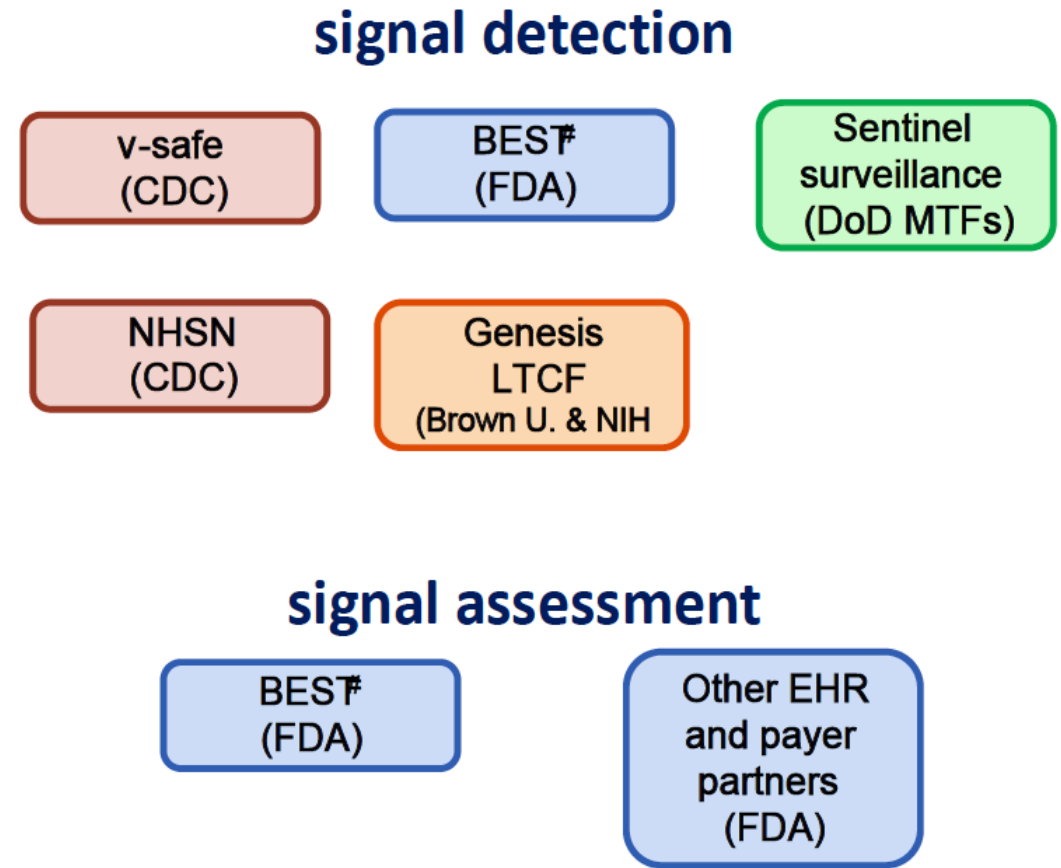 signal detection
v-safe
(CDC)
BEST#
(FDA)
Sentinel
surveillance
(DoD MTFs)
NHSN
(CDC)
Genesis
LTCF
(Brown U. & NIH
signal assessment
BEST#
(FDA)
Other EHR
and payer
partners
(FDA)